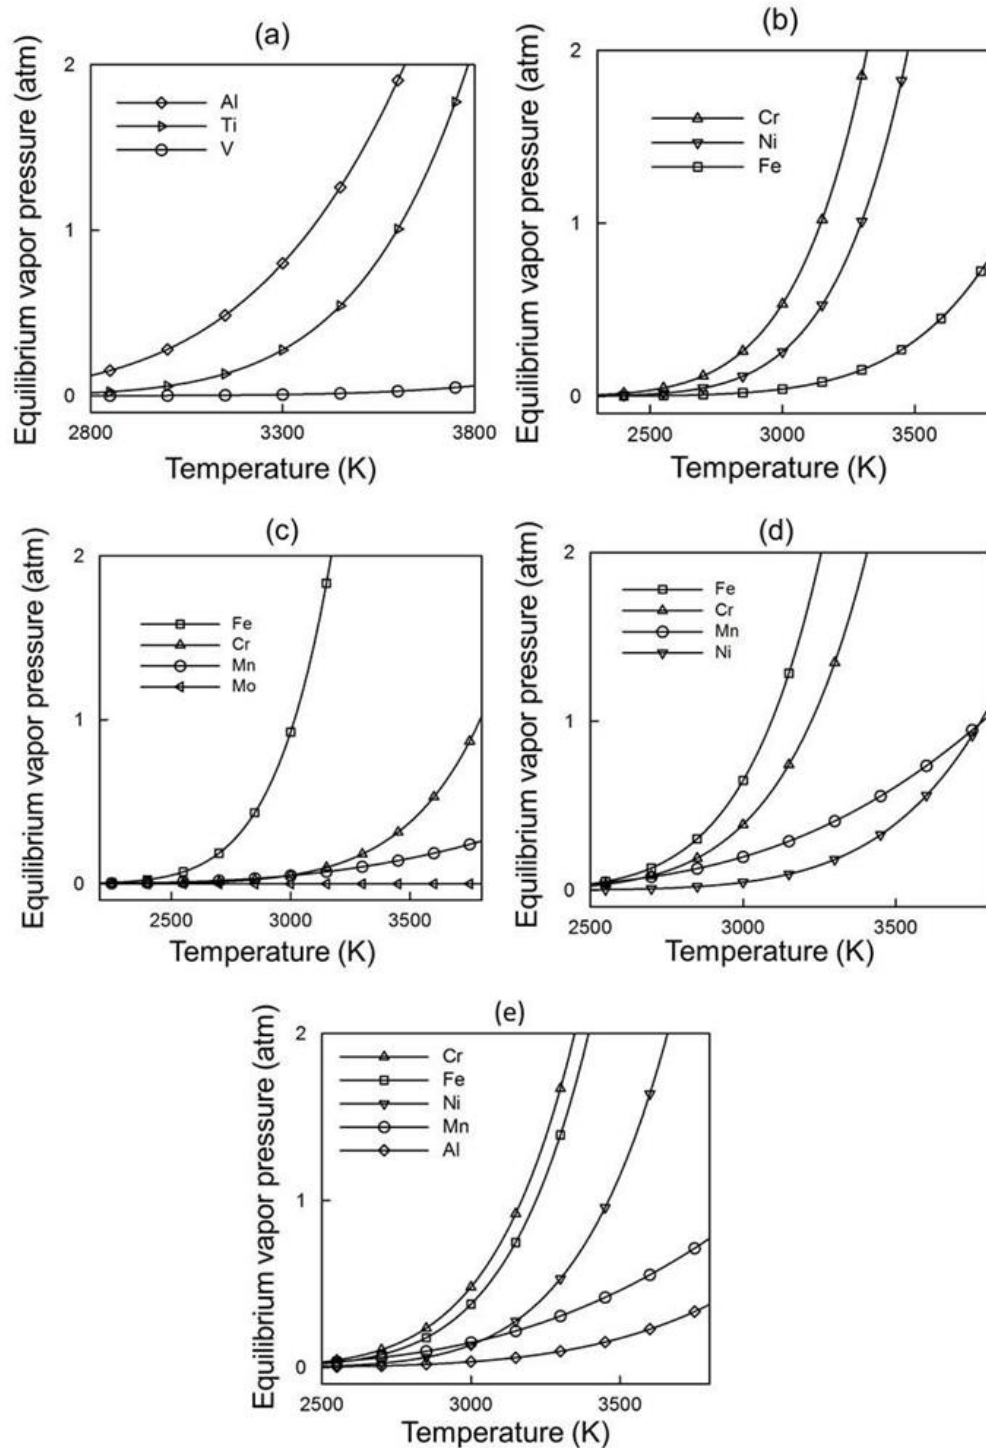 (a)
Equilibrium vapor pressure (atm)
2
1
0
Al
Ti
V
2800 3300 3800
Temperature (K)
(b)
Equilibrium vapor pressure (atm)
2
1
0
Cr
Ni
Fe
2500 3000 3500
Temperature (K)
(c)
Equilibrium vapor pressure (atm)
2
1
0
Fe
Cr
Mn
Mo
2500 3000 3500
Temperature (K)
(d)
Equilibrium vapor pressure (atm)
2
1
0
Fe
Cr
Mn
Ni
2500 3000 3500
Temperature (K)
(e)
Equilibrium vapor pressure (atm)
2
1
0
Cr
Fe
Ni
Mn
Al
2500 3000 3500
Temperature (K)